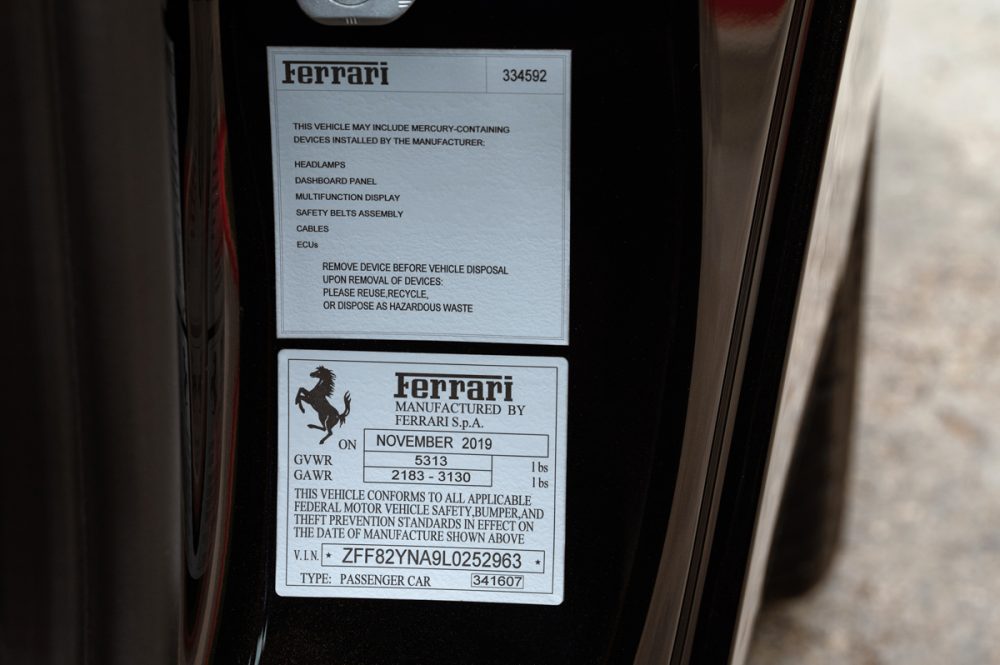 Ferrari 334592
THIS VEHICLE MAY INCLUDE MERCURY-CONTAINING
DEVICES INSTALLED BY THE MANUFACTURER:
HEADLAMPS
DASHBOARD PANEL
MULTIFUNCTION DISPLAY
SAFETY BELTS ASSEMBLY
CABLES
ECUs
REMOVE DEVICE BEFORE VEHICLE DISPOSAL
UPON REMOVAL OF DEVICES:
PLEASE REUSE,RECYCLE,
OR DISPOSE AS HAZARDOUS WASTE
Ferrari
MANUFACTURED BY
FERRARI S.p.A.
ON NOVEMBER 2019
GVWR 5313 lbs
GAWR 2183 - 3130 lbs
THIS VEHICLE CONFORMS TO ALL APPLICABLE
FEDERAL MOTOR VEHICLE SAFETY,BUMPER,AND
THEFT PREVENTION STANDARDS IN EFFECT ON
THE DATE OF MANUFACTURE SHOWN ABOVE
V.I.N. * ZFF82YNA9L0252963 *
TYPE: PASSENGER CAR 341607